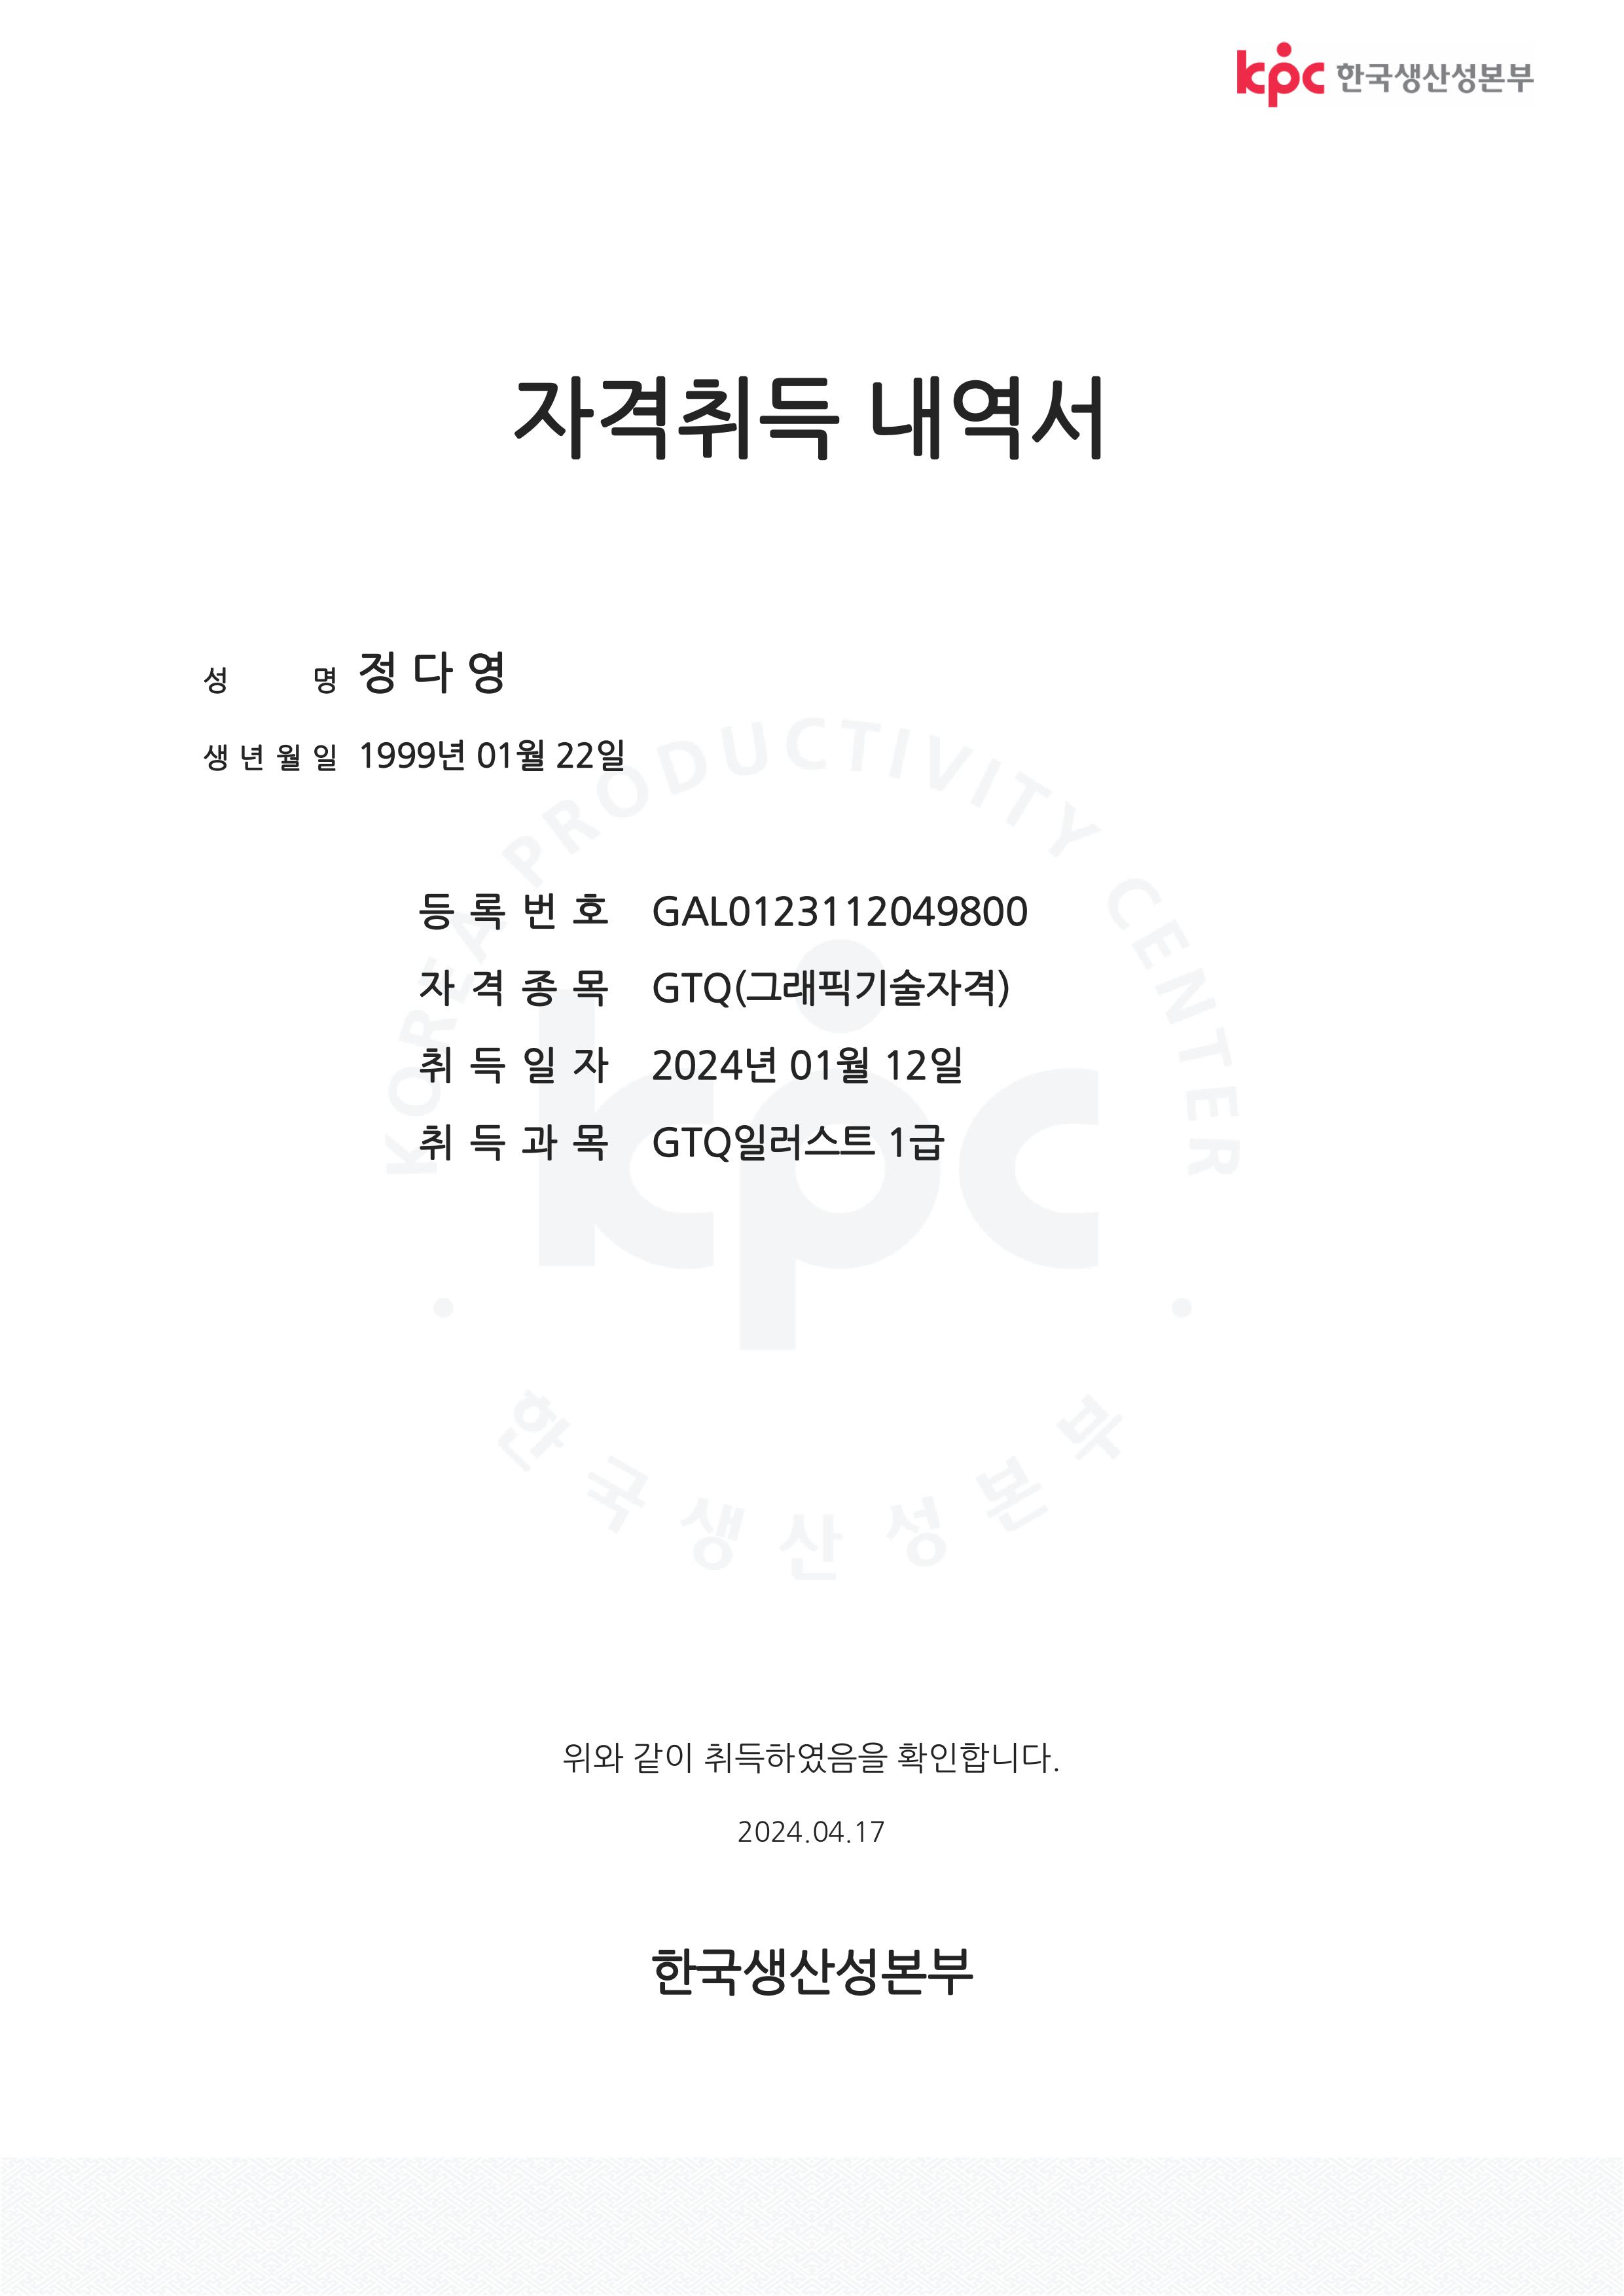 kpc 한국생산성본부
자격취득 내역서
성 명 정 다 영
생 년 월 일 1999년 01월 22일
KOREA PRODUCTIVITY CENTER
등 록 번 호 GAL0123112049800
자 격 종 목 GTQ(그래픽기술자격)
취 득 일 자 2024년 01월 12일
취 득 과 목 GTQ일러스트 1급
kpc
한국생산성본부
위와 같이 취득하였음을 확인합니다.
2024.04.17
한국생산성본부